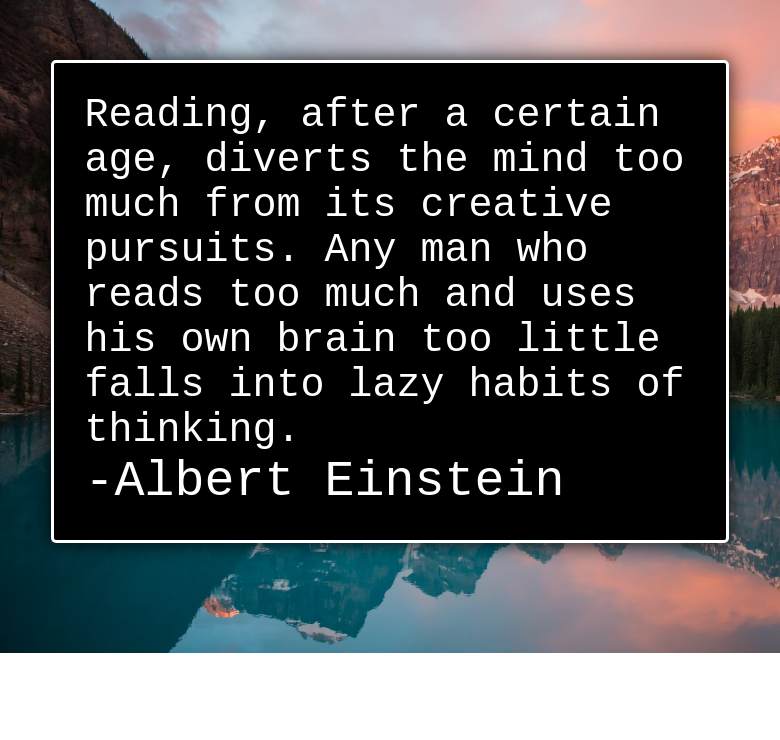 Reading, after a certain
age, diverts the mind too
much from its creative
pursuits. Any man who
reads too much and uses
his own brain too little
falls into lazy habits of
thinking.
-Albert Einstein